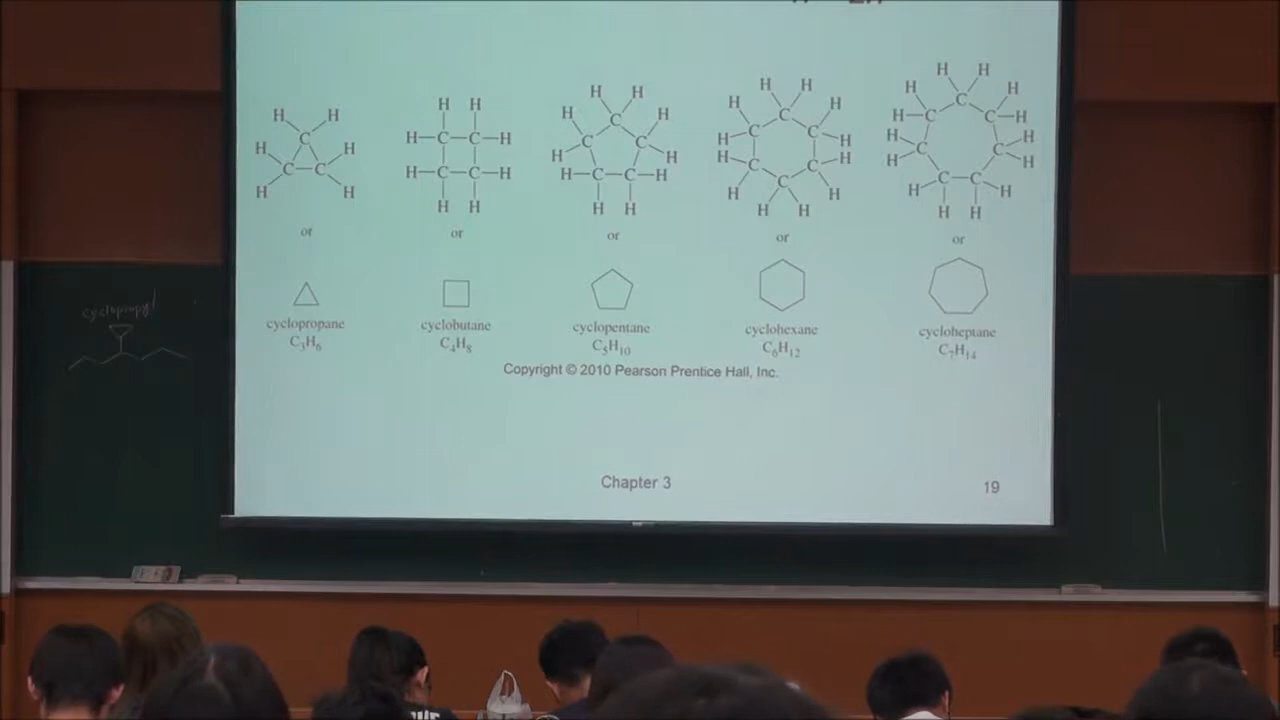 H H H H H H H H H H
H H H H H H H H H
C C C C C C C
H H H C C H H C C H H C C H H C C H
H H H C C H H H H H H H H H
C C H C C H H C C H H C C H H C C H
H H H H H H H C H H H H
H H H H H H
or or or or or
cyclopropyl
cyclopropane cyclobutane cyclopentane cyclohexane cycloheptane
C₃H₆ C₄H₈ C₅H₁₀ C₆H₁₂ C₇H₁₄
Copyright © 2010 Pearson Prentice Hall, Inc.
Chapter 3 19